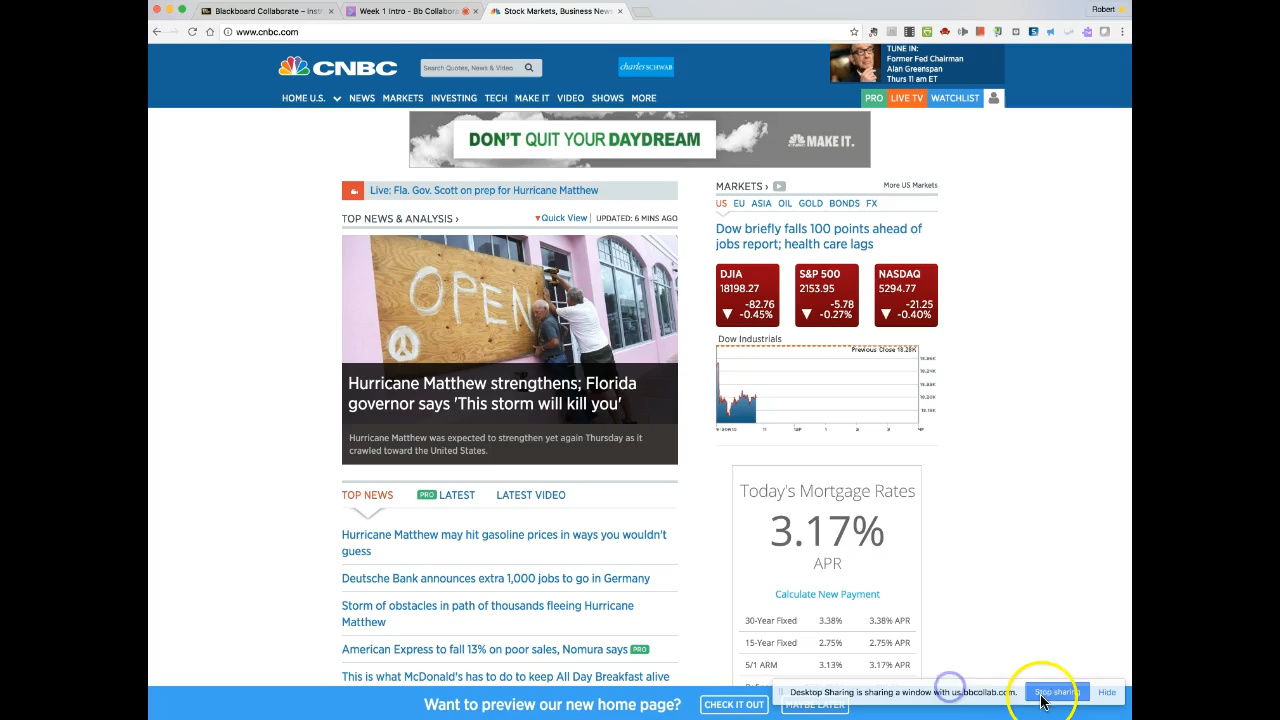 Blackboard Collaborate – Inst
Week 1 Intro - Bb Collabora
Stock Markets, Business News
Robert
www.cnbc.com
CNBC
Search Quotes, News & Video
charles SCHWAB
TUNE IN:
Former Fed Chairman
Alan Greenspan
Thurs 11 am ET
HOME U.S. NEWS MARKETS INVESTING TECH MAKE IT VIDEO SHOWS MORE
PRO LIVE TV WATCHLIST
DON'T QUIT YOUR DAYDREAM
MAKE IT.
Live: Fla. Gov. Scott on prep for Hurricane Matthew
TOP NEWS & ANALYSIS ›
Quick View | UPDATED: 6 MINS AGO
OPEN
Hurricane Matthew strengthens; Florida
governor says 'This storm will kill you'
Hurricane Matthew was expected to strengthen yet again Thursday as it
crawled toward the United States.
TOP NEWS PRO LATEST LATEST VIDEO
Hurricane Matthew may hit gasoline prices in ways you wouldn't
guess
Deutsche Bank announces extra 1,000 jobs to go in Germany
Storm of obstacles in path of thousands fleeing Hurricane
Matthew
American Express to fall 13% on poor sales, Nomura says PRO
This is what McDonald's has to do to keep All Day Breakfast alive
MARKETS ›
More US Markets
US EU ASIA OIL GOLD BONDS FX
Dow briefly falls 100 points ahead of
jobs report; health care lags
DJIA
18198.27
-82.76
-0.45%
S&P 500
2153.95
-5.78
-0.27%
NASDAQ
5294.77
-21.25
-0.40%
Dow Industrials
Previous Close 18.28K
Today's Mortgage Rates
3.17%
APR
Calculate New Payment
30-Year Fixed 3.38% 3.38% APR
15-Year Fixed 2.75% 2.75% APR
5/1 ARM 3.13% 3.17% APR
Desktop Sharing is sharing a window with us.bbcollab.com.
Stop sharing
Hide
Want to preview our new home page?
CHECK IT OUT
MAYBE LATER